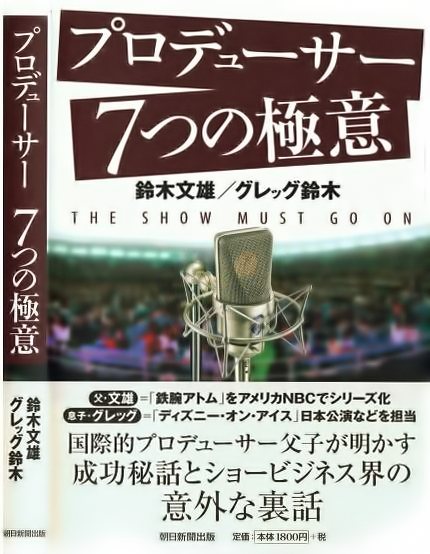 プロデューサー
7つの極意
鈴木文雄/グレッグ鈴木
THE SHOW MUST GO ON
父・文雄=「鉄腕アトム」をアメリカNBCでシリーズ化
息子・グレッグ=「ディズニー・オン・アイス」日本公演などを担当
国際的プロデューサー父子が明かす
成功秘話とショービジネス界の
意外な裏話
朝日新聞出版 定価:本体1800円+税
プロデューサー 7つの極意
鈴木文雄
グレッグ鈴木
朝日新聞出版